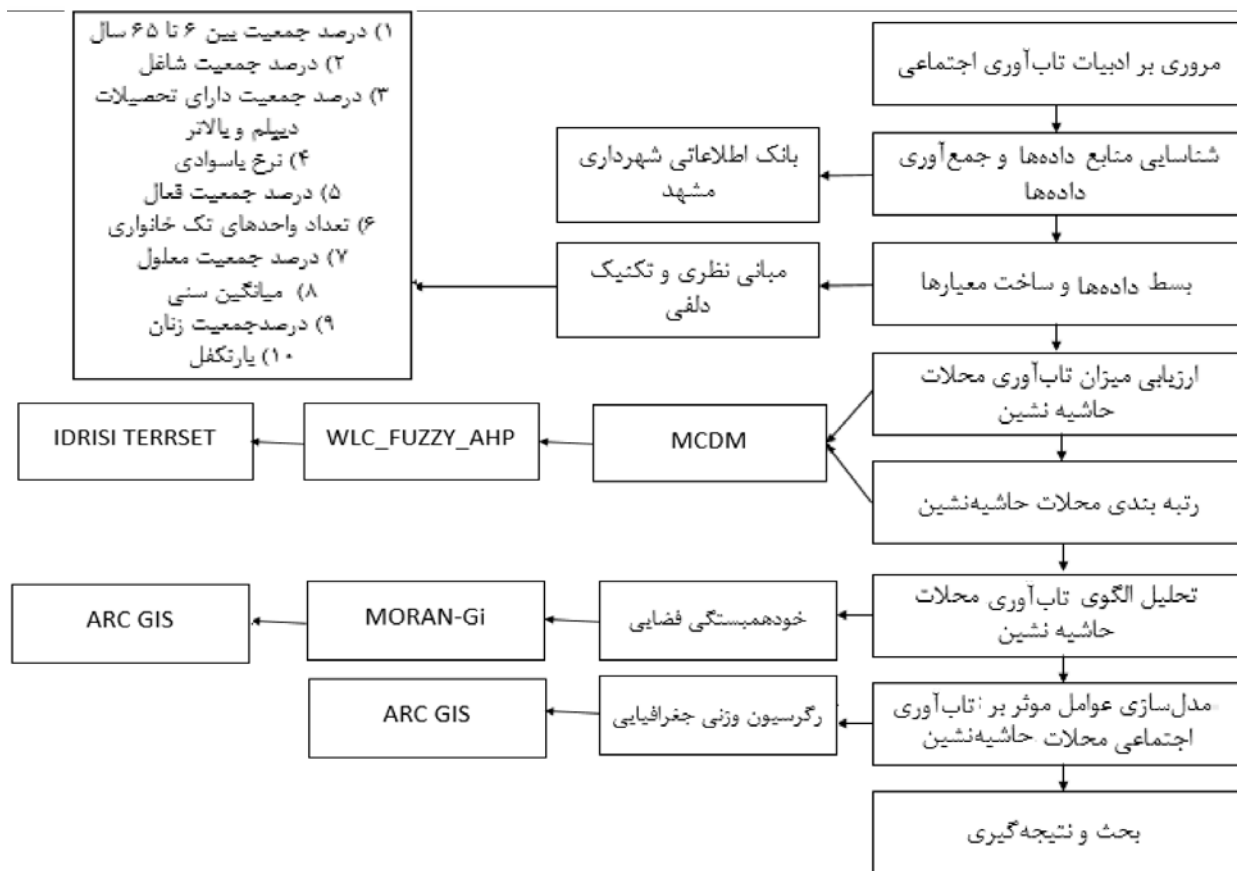 مروری بر ادبیات تاب‌آوری اجتماعی
شناسایی منابع داده‌ها و جمع‌آوری
داده‌ها
بانک اطلاعاتی شهرداری
مشهد
بسط داده‌ها و ساخت معیارها
مبانی نظری و تکنیک
دلفی
۱) درصد جمعیت یین ۶ تا ۶۵ سال
۲) درصد جمعیت شاغل
۳) درصد جمعیت دارای تحصیلات
دیپلم و یالاتر
۴) نرخ یاسوادی
۵) درصد جمعیت قعال
۶) تعداد واحدهای تک خانواری
۷) درصد جمعیت معلول
۸) میانگین سنی
۹) درصدجمعیت زنان
۱۰) یارتکفل
ارزیابی میزان تاب‌آوری محلات
حاشیه نشین
رتبه بندی محلات حاشیه‌نشین
MCDM
WLC_FUZZY_AHP
IDRISI TERRSET
تحلیل الگوی تاب‌آوری محلات
حاشیه نشین
خودهمبستگی فضایی
MORAN-Gi
ARC GIS
مدل‌سازی عوامل موثر بر تاب‌آوری
اجتماعی محلات حاشیه‌نشین
رگرسیون وزنی جغرافیایی
ARC GIS
بحث و نتیجه‌گیری